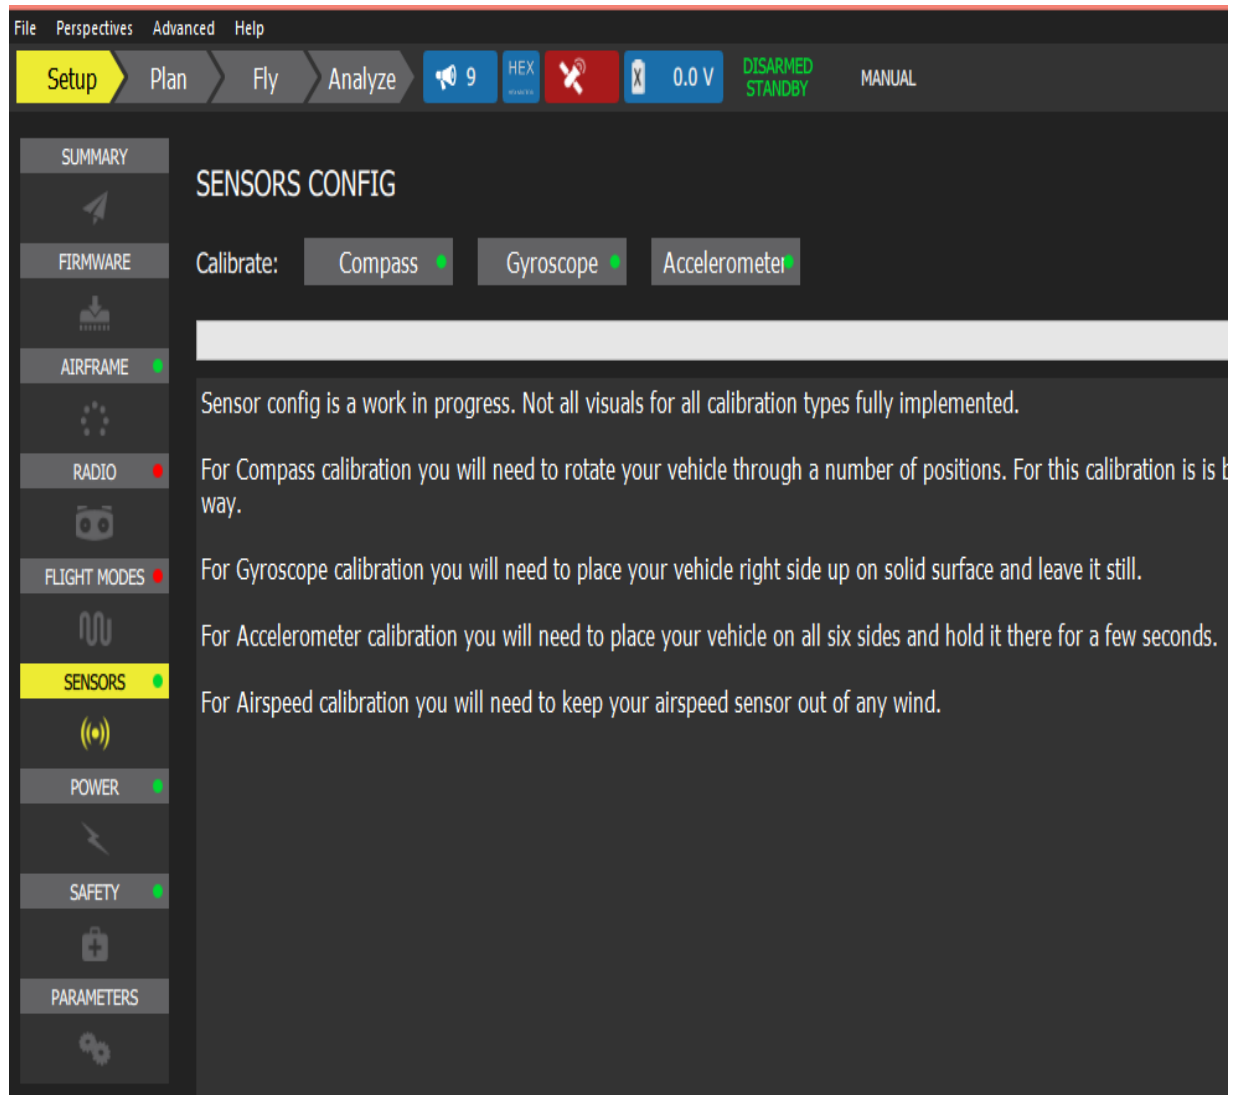 File Perspectives Advanced Help
Setup Plan Fly Analyze 9 HEX X 0.0 V DISARMED MANUAL
STANDBY
SUMMARY
SENSORS CONFIG
FIRMWARE
Calibrate: Compass Gyroscope Accelerometer
AIRFRAME
Sensor config is a work in progress. Not all visuals for all calibration types fully implemented.
RADIO
For Compass calibration you will need to rotate your vehicle through a number of positions. For this calibration is is
way.
FLIGHT MODES
For Gyroscope calibration you will need to place your vehicle right side up on solid surface and leave it still.
For Accelerometer calibration you will need to place your vehicle on all six sides and hold it there for a few seconds.
SENSORS
For Airspeed calibration you will need to keep your airspeed sensor out of any wind.
POWER
SAFETY
PARAMETERS